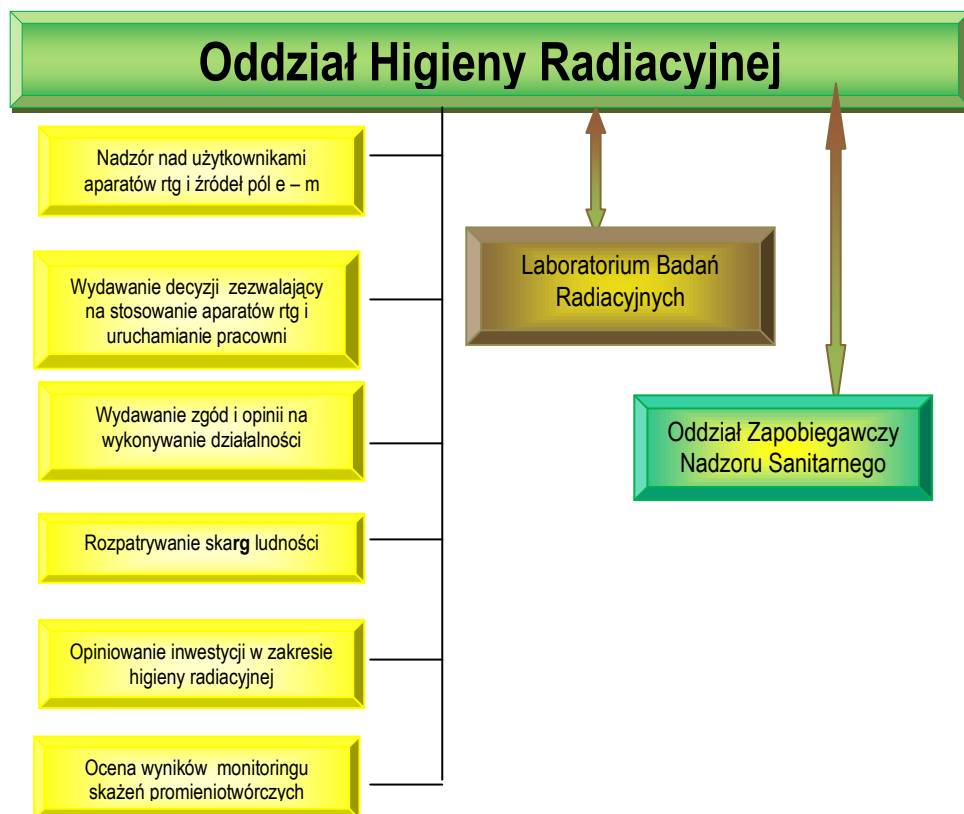 Oddział Higieny Radiacyjnej
Nadzór nad użytkownikami
aparatów rtg i źródeł pól e – m
Wydawanie decyzji zezwalający
na stosowanie aparatów rtg i
uruchamianie pracowni
Wydawanie zgód i opinii na
wykonywanie działalności
Rozpatrywanie skarg ludności
Opiniowanie inwestycji w zakresie
higieny radiacyjnej
Ocena wyników monitoringu
skażeń promieniotwórczych
Laboratorium Badań
Radiacyjnych
Oddział Zapobiegawczy
Nadzoru Sanitarnego